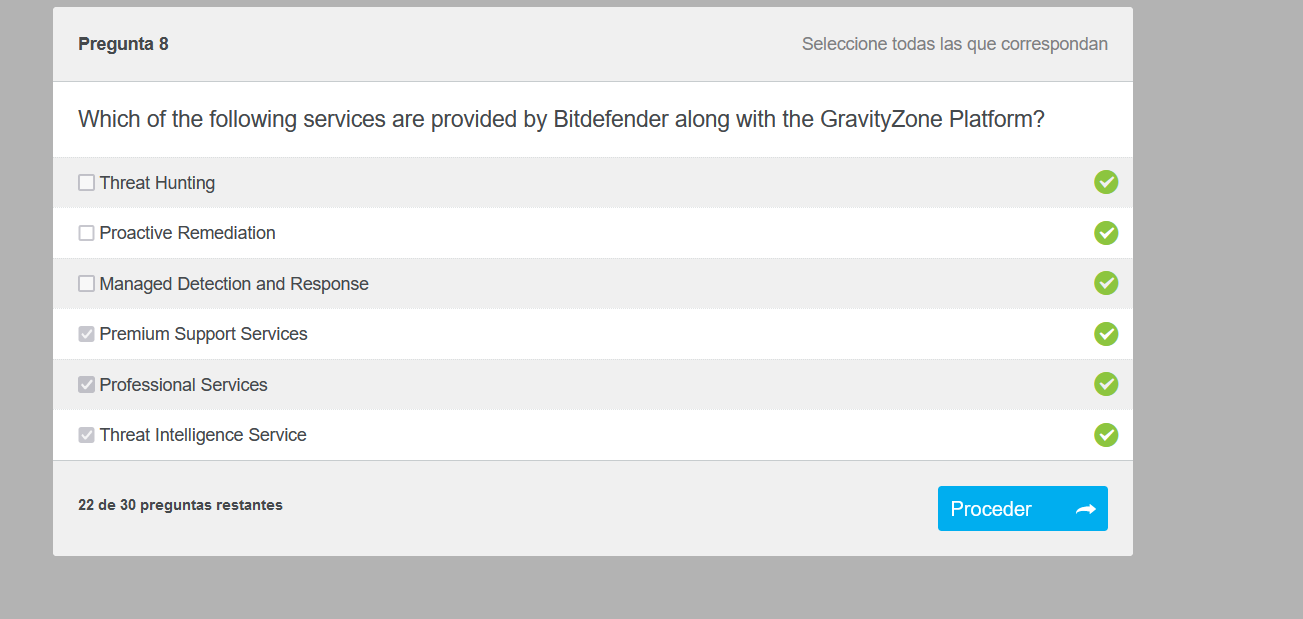 Pregunta 8
Seleccione todas las que correspondan
Which of the following services are provided by Bitdefender along with the GravityZone Platform?
Threat Hunting
Proactive Remediation
Managed Detection and Response
Premium Support Services
Professional Services
Threat Intelligence Service
22 de 30 preguntas restantes
Proceder